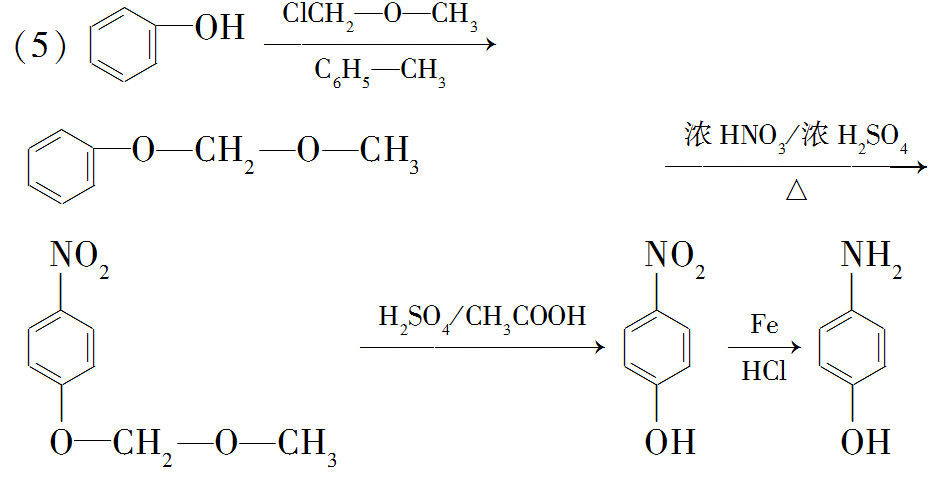 (5) OH ClCH₂—O—CH₃
C₆H₅—CH₃
O—CH₂—O—CH₃ 浓 HNO₃/浓 H₂SO₄
△
NO₂ NO₂ NH₂
H₂SO₄/CH₃COOH Fe
HCl
O—CH₂—O—CH₃ OH OH